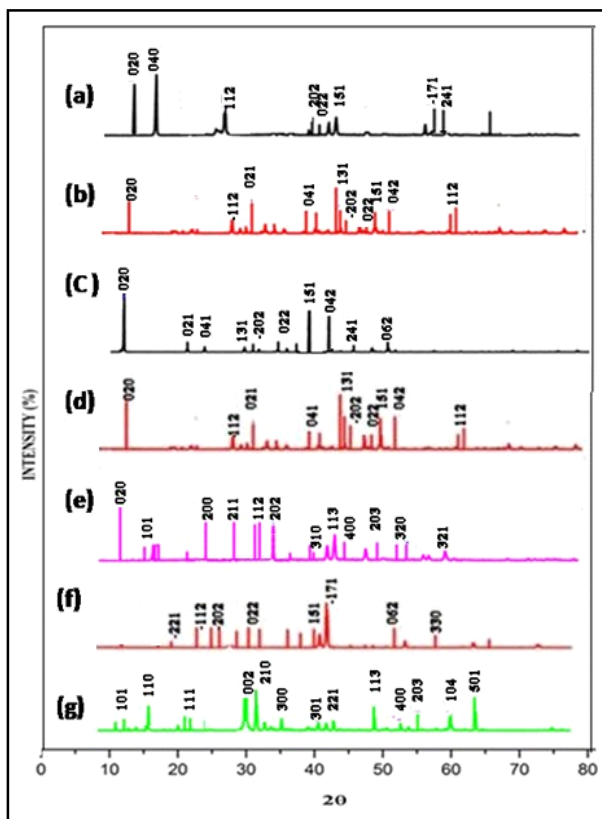 (a) 020 040 112 -202 022 151 -171 241
(b) 020 -112 021 041 131 -202 022 151 042 112
(C) 020 021 041 131 -202 022 151 042 241 062
(d) 020 -112 021 041 131 -202 022 151 042 112
(e) 020 101 200 211 112 202 310 113 400 203 320 321
(f) -221 -112 202 022 151 -171 062 330
(g) 101 110 111 002 210 300 301 221 113 400 203 104 501
INTENSITY (%)
0 10 20 30 40 50 60 70 80
2θ